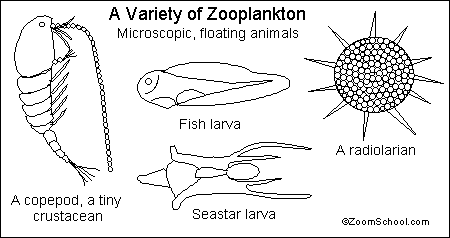 A Variety of Zooplankton
Microscopic, floating animals
Fish larva
A radiolarian
A copepod, a tiny
crustacean
Seastar larva
©ZoomSchool.com